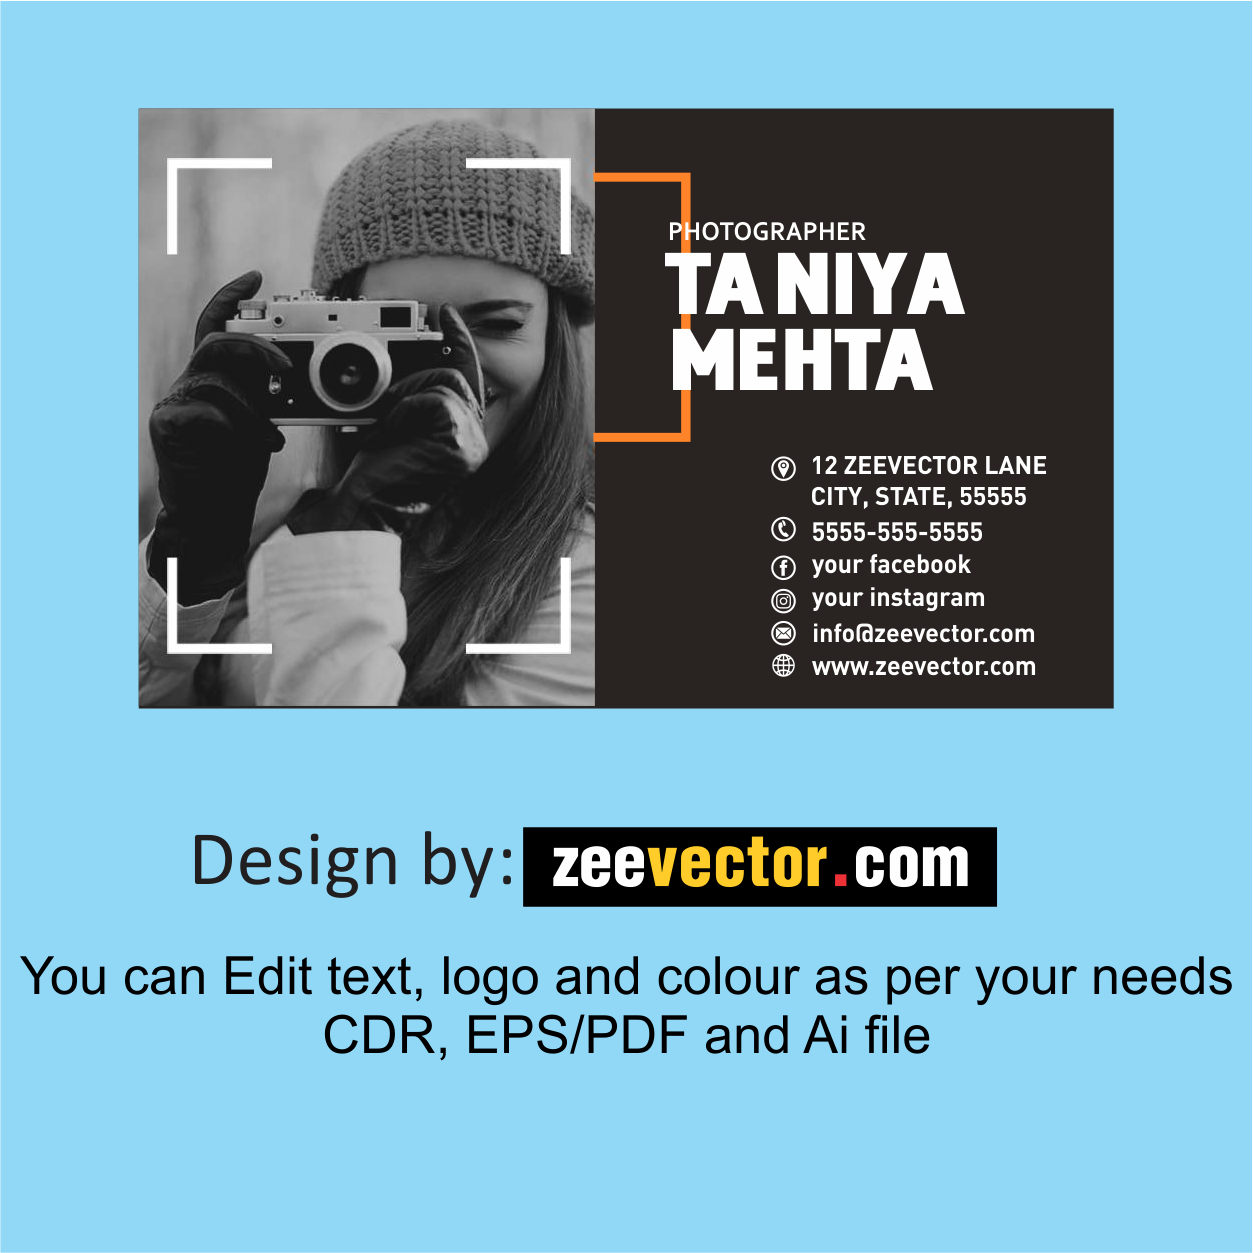 PHOTOGRAPHER
TANIYA
MEHTA
12 ZEEVECTOR LANE
CITY, STATE, 55555
5555-555-5555
your facebook
your instagram
info@zeevector.com
www.zeevector.com
Design by: zeevector.com
You can Edit text, logo and colour as per your needs
CDR, EPS/PDF and Ai file